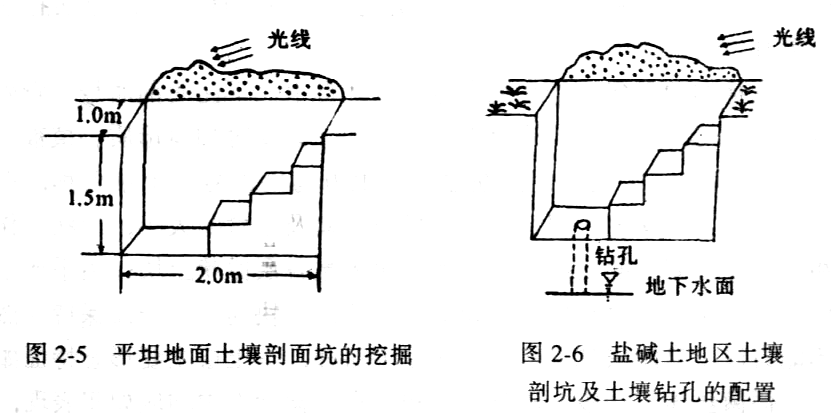 光线
1.0m
1.5m
2.0m
图 2-5 平坦地面土壤剖面坑的挖掘
光线
钻孔
地下水面
图 2-6 盐碱土地区土壤
剖坑及土壤钻孔的配置